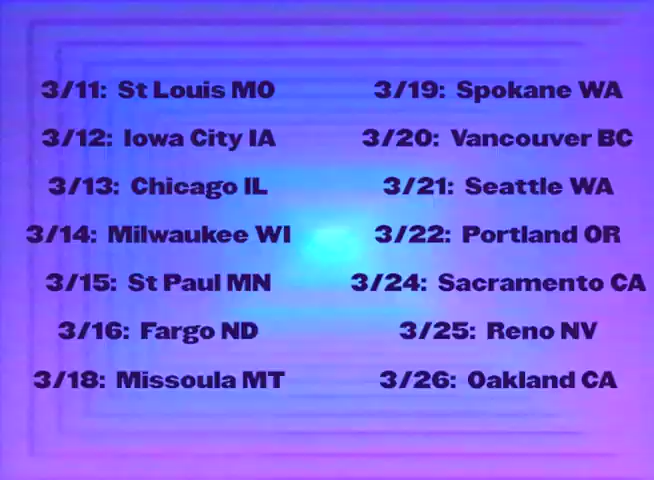 3/11: St Louis MO
3/12: Iowa City IA
3/13: Chicago IL
3/14: Milwaukee WI
3/15: St Paul MN
3/16: Fargo ND
3/18: Missoula MT
3/19: Spokane WA
3/20: Vancouver BC
3/21: Seattle WA
3/22: Portland OR
3/24: Sacramento CA
3/25: Reno NV
3/26: Oakland CA